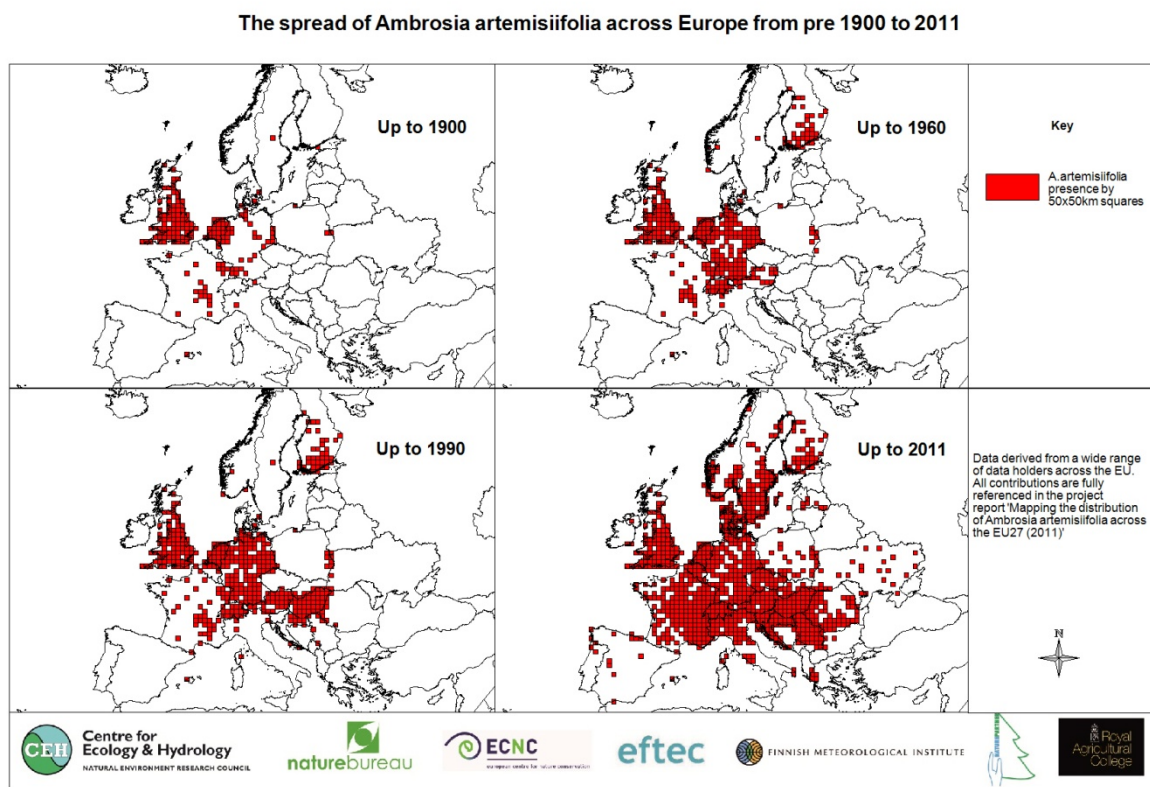 The spread of Ambrosia artemisiifolia across Europe from pre 1900 to 2011
Up to 1900
Up to 1960
Key
A.artemisiifolia
presence by
50x50km squares
Up to 1990
Up to 2011
Data derived from a wide range
of data holders across the EU.
All contributions are fully
referenced in the project
report 'Mapping the distribution
of Ambrosia artemisiifolia across
the EU27 (2011)'
N
CEH
Centre for
Ecology & Hydrology
NATURAL ENVIRONMENT RESEARCH COUNCIL
naturebureau
ECNC
european centre for nature conservation
eftec
FINNISH METEOROLOGICAL INSTITUTE
Royal
Agricultural
College